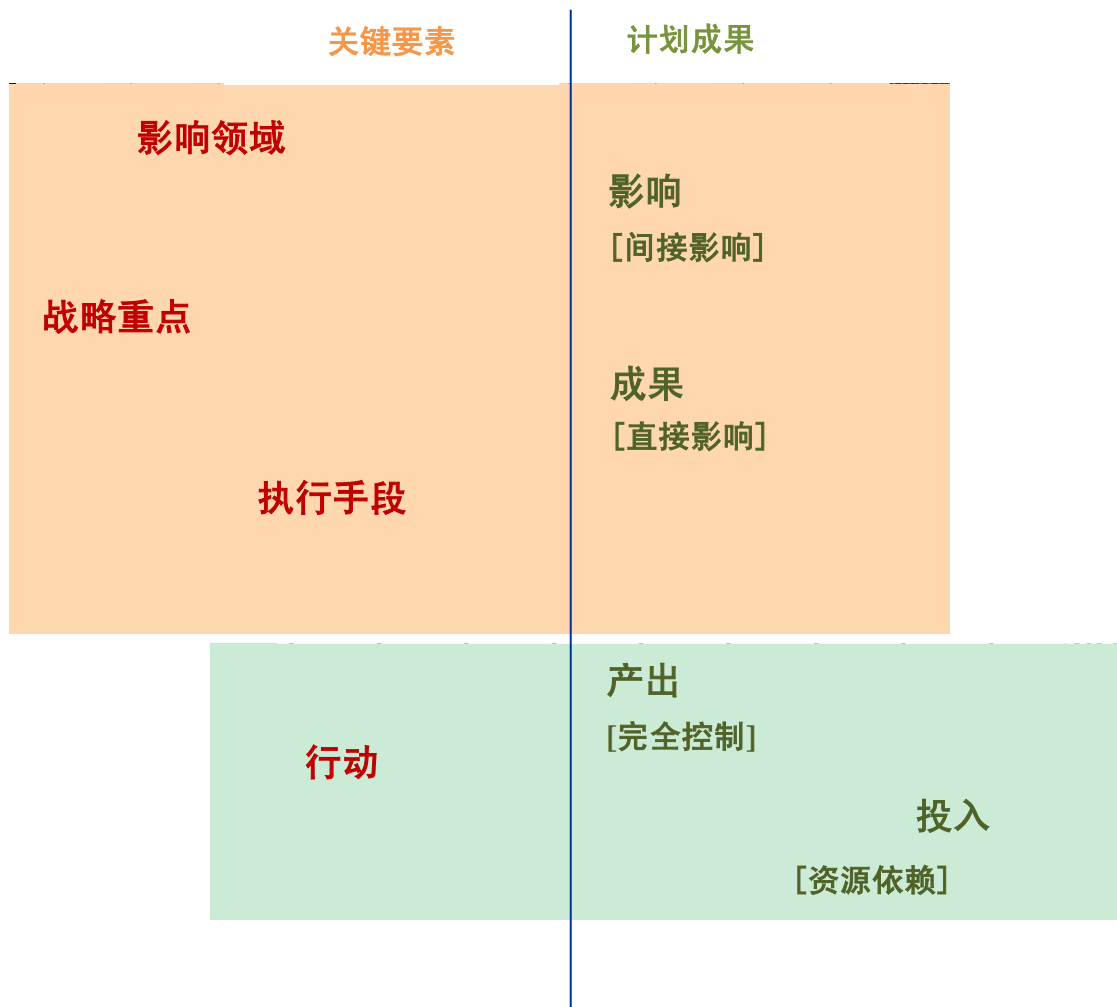 关键要素
计划成果
影响领域
影响
[间接影响]
战略重点
成果
[直接影响]
执行手段
产出
[完全控制]
行动
投入
[资源依赖]